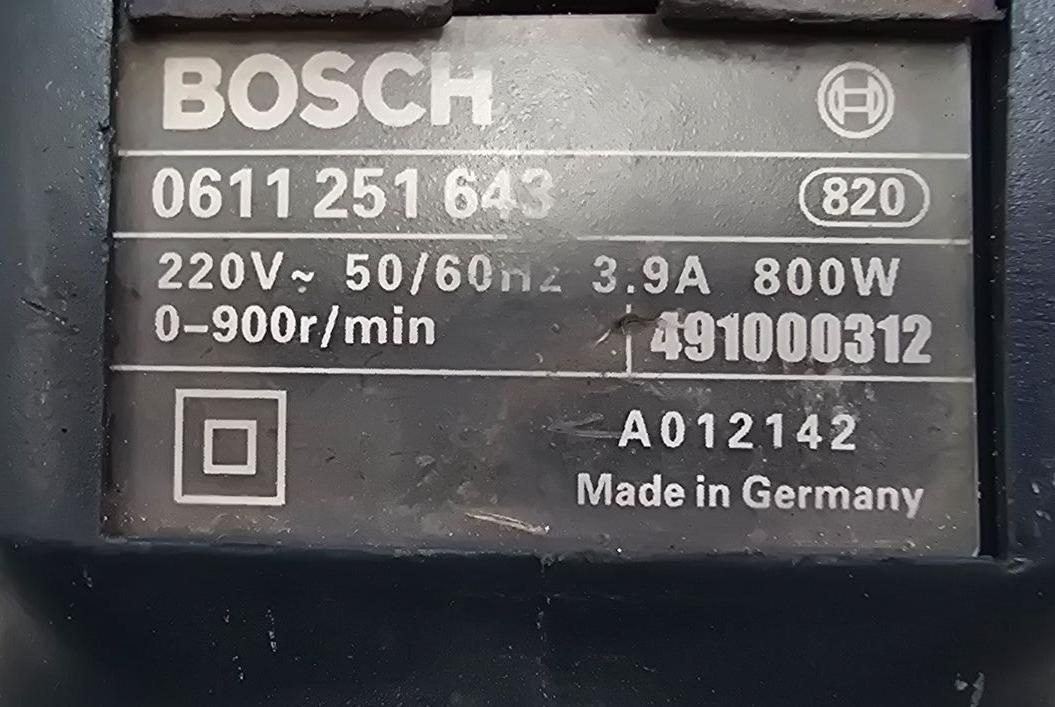 BOSCH
0611 251 643 820
220V~ 50/60Hz 3.9A 800W
0–900r/min 491000312
A012142
Made in Germany